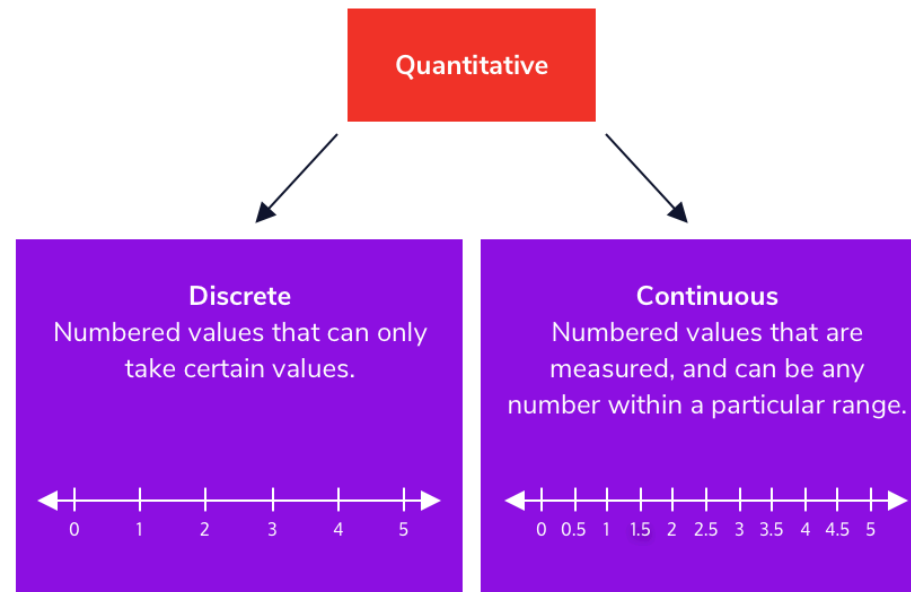 Quantitative
Discrete
Numbered values that can only
take certain values.
0 1 2 3 4 5
Continuous
Numbered values that are
measured, and can be any
number within a particular range.
0 0.5 1 1.5 2 2.5 3 3.5 4 4.5 5